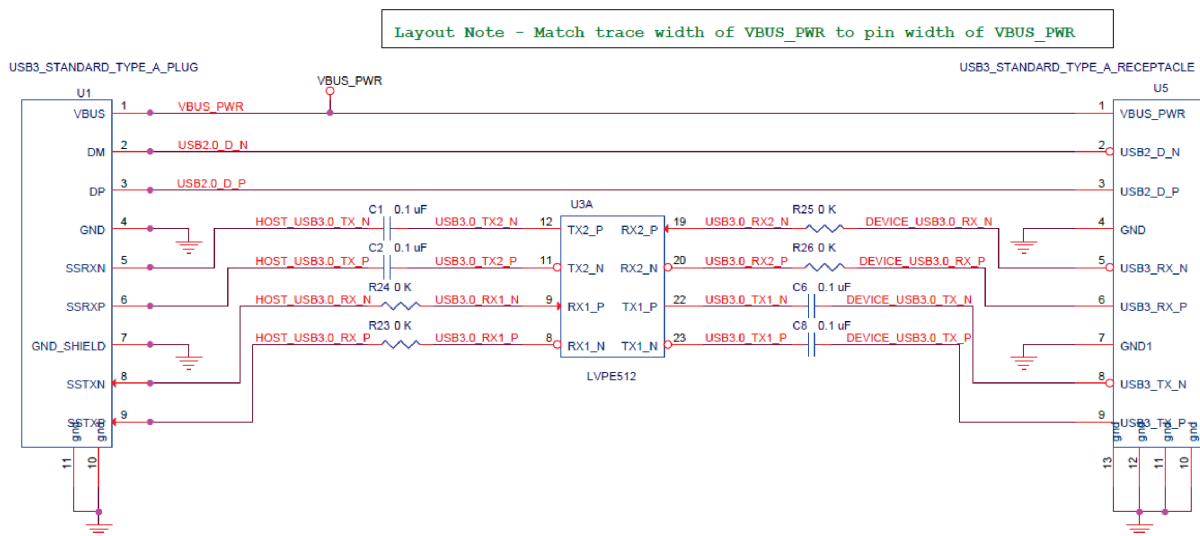 Layout Note - Match trace width of VBUS_PWR to pin width of VBUS_PWR
USB3_STANDARD_TYPE_A_PLUG
USB3_STANDARD_TYPE_A_RECEPTACLE
U1
VBUS_PWR
U5
VBUS 1 VBUS_PWR 1 VBUS_PWR
DM 2 USB2.0_D_N 2 USB2_D_N
DP 3 USB2.0_D_P 3 USB2_D_P
C1 0.1 uF U3A R25 0 K
GND 4 HOST_USB3.0_TX_N USB3.0_TX2_N 12 TX2_P RX2_P 19 USB3.0_RX2_N DEVICE_USB3.0_RX_N 4 GND
C2 0.1 uF R26 0 K
SSRXN 5 HOST_USB3.0_TX_P USB3.0_TX2_P 11 TX2_N RX2_N 20 USB3.0_RX2_P DEVICE_USB3.0_RX_P 5 USB3_RX_N
R24 0 K C6 0.1 uF
SSRXP 6 HOST_USB3.0_RX_N USB3.0_RX1_N 9 RX1_P TX1_P 22 USB3.0_TX1_N DEVICE_USB3.0_TX_N 6 USB3_RX_P
R23 0 K C8 0.1 uF
GND_SHIELD 7 HOST_USB3.0_RX_P USB3.0_RX1_P 8 RX1_N TX1_N 23 USB3.0_TX1_P DEVICE_USB3.0_TX_P 7 GND1
LVPE512
SSTXN 8 8 USB3_TX_N
SSTXP 9 9 USB3_TX_P
gnd gnd gnd gnd gnd gnd
11 10 13 12 11 10